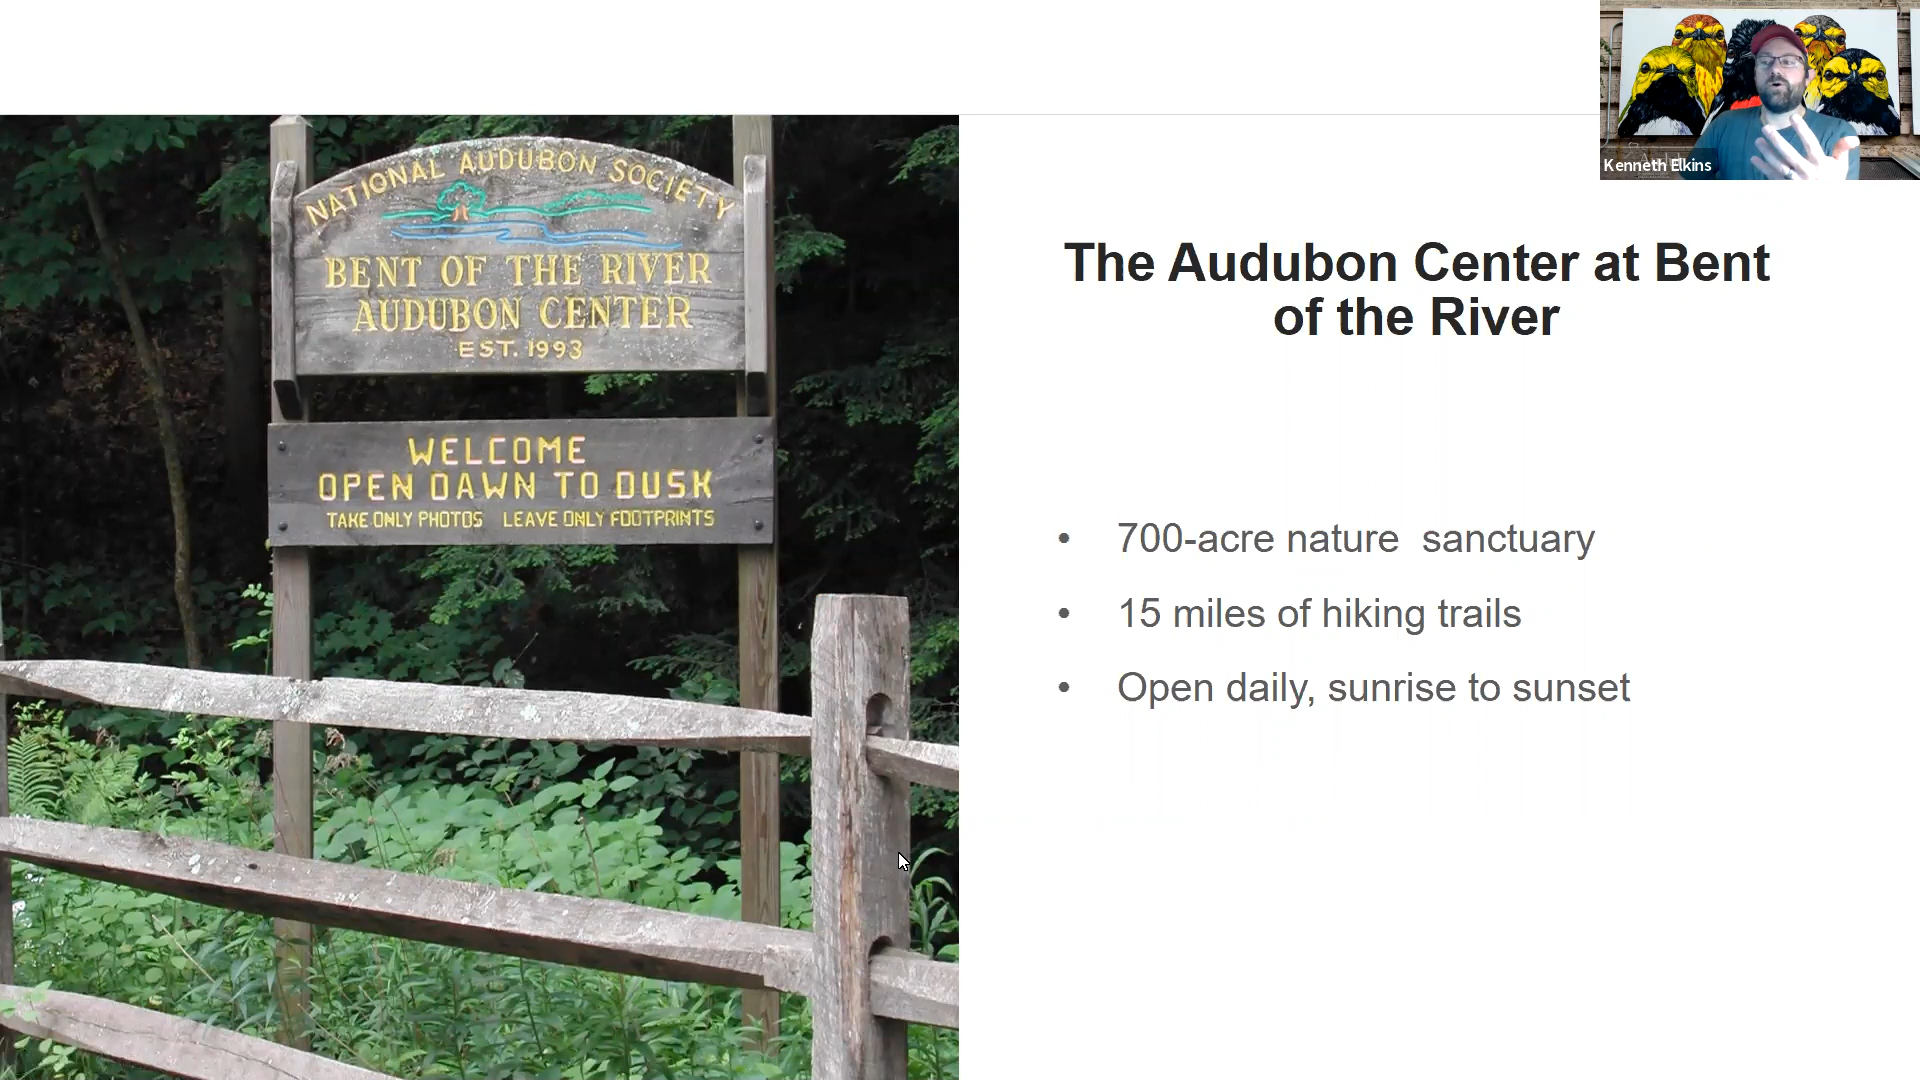 NATIONAL AUDUBON SOCIETY
BENT OF THE RIVER
AUDUBON CENTER
EST. 1993
WELCOME
OPEN DAWN TO DUSK
TAKE ONLY PHOTOS LEAVE ONLY FOOTPRINTS
Kenneth Elkins
The Audubon Center at Bent
of the River
• 700-acre nature sanctuary
• 15 miles of hiking trails
• Open daily, sunrise to sunset